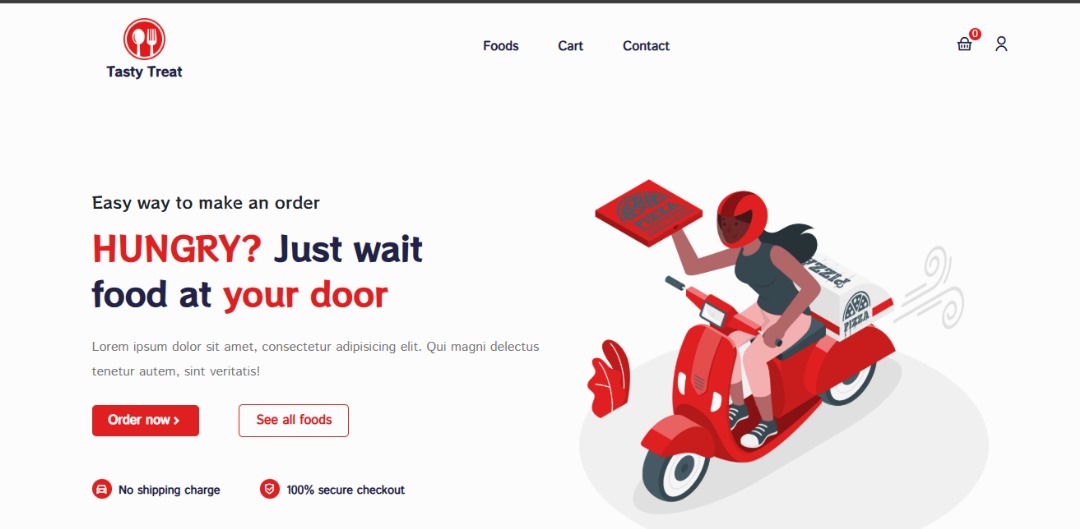 Tasty Treat
Foods
Cart
Contact
0
Easy way to make an order
HUNGRY? Just wait
food at your door
Lorem ipsum dolor sit amet, consectetur adipisicing elit. Qui magni delectus
tenetur autem, sint veritatis!
Order now
See all foods
No shipping charge
100% secure checkout
PIZZA
PIZZA
PIZZA